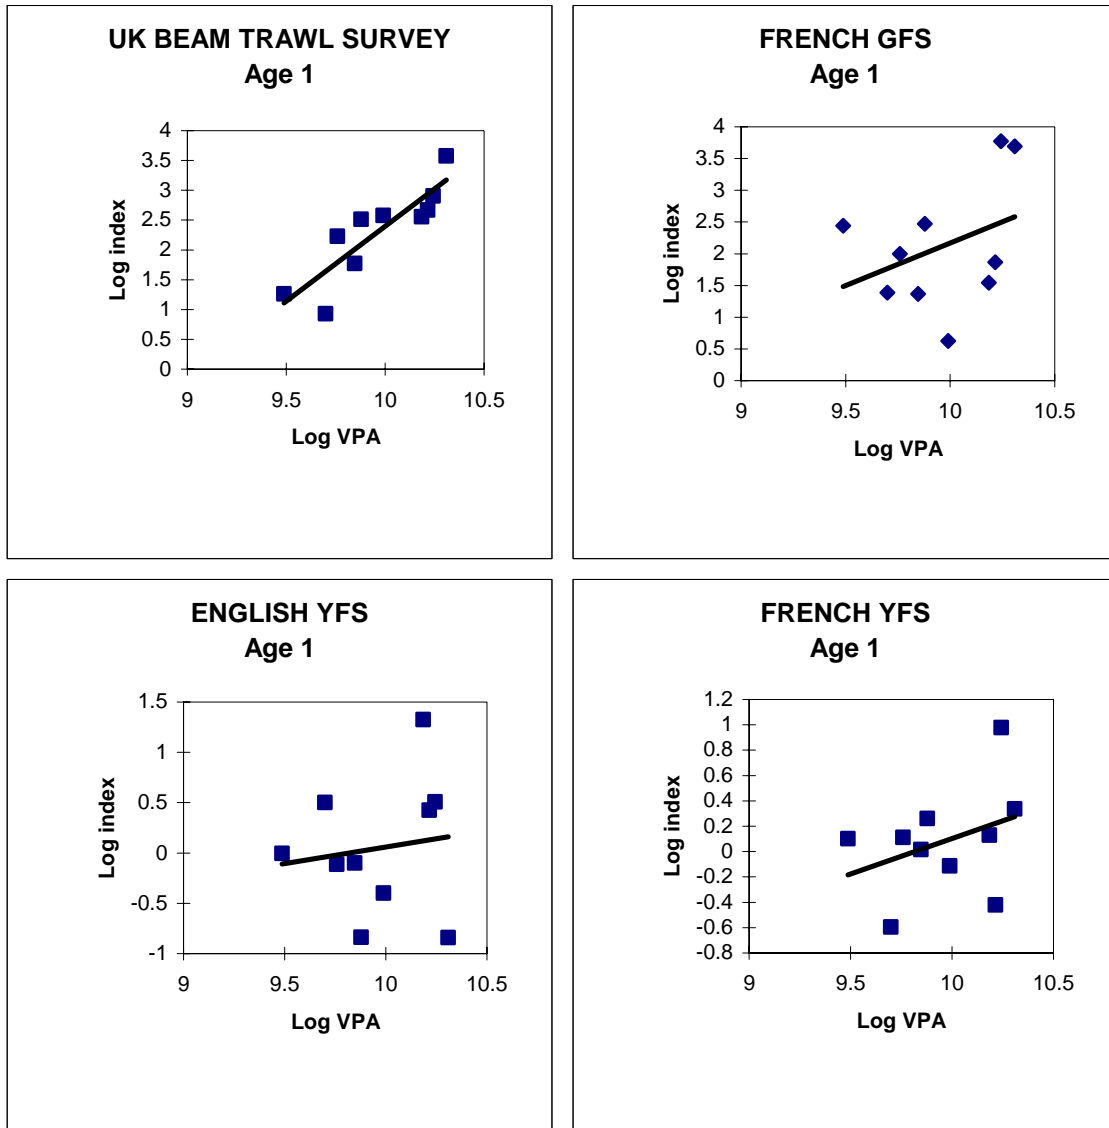 UK BEAM TRAWL SURVEY
Age 1
4
3.5
3
2.5
2
1.5
1
0.5
0
Log index
9 9.5 10 10.5
Log VPA
FRENCH GFS
Age 1
4
3.5
3
2.5
2
1.5
1
0.5
0
Log index
9 9.5 10 10.5
Log VPA
ENGLISH YFS
Age 1
1.5
1
0.5
0
-0.5
-1
Log index
9 9.5 10 10.5
Log VPA
FRENCH YFS
Age 1
1.2
1
0.8
0.6
0.4
0.2
0
-0.2
-0.4
-0.6
-0.8
Log index
9 9.5 10 10.5
Log VPA